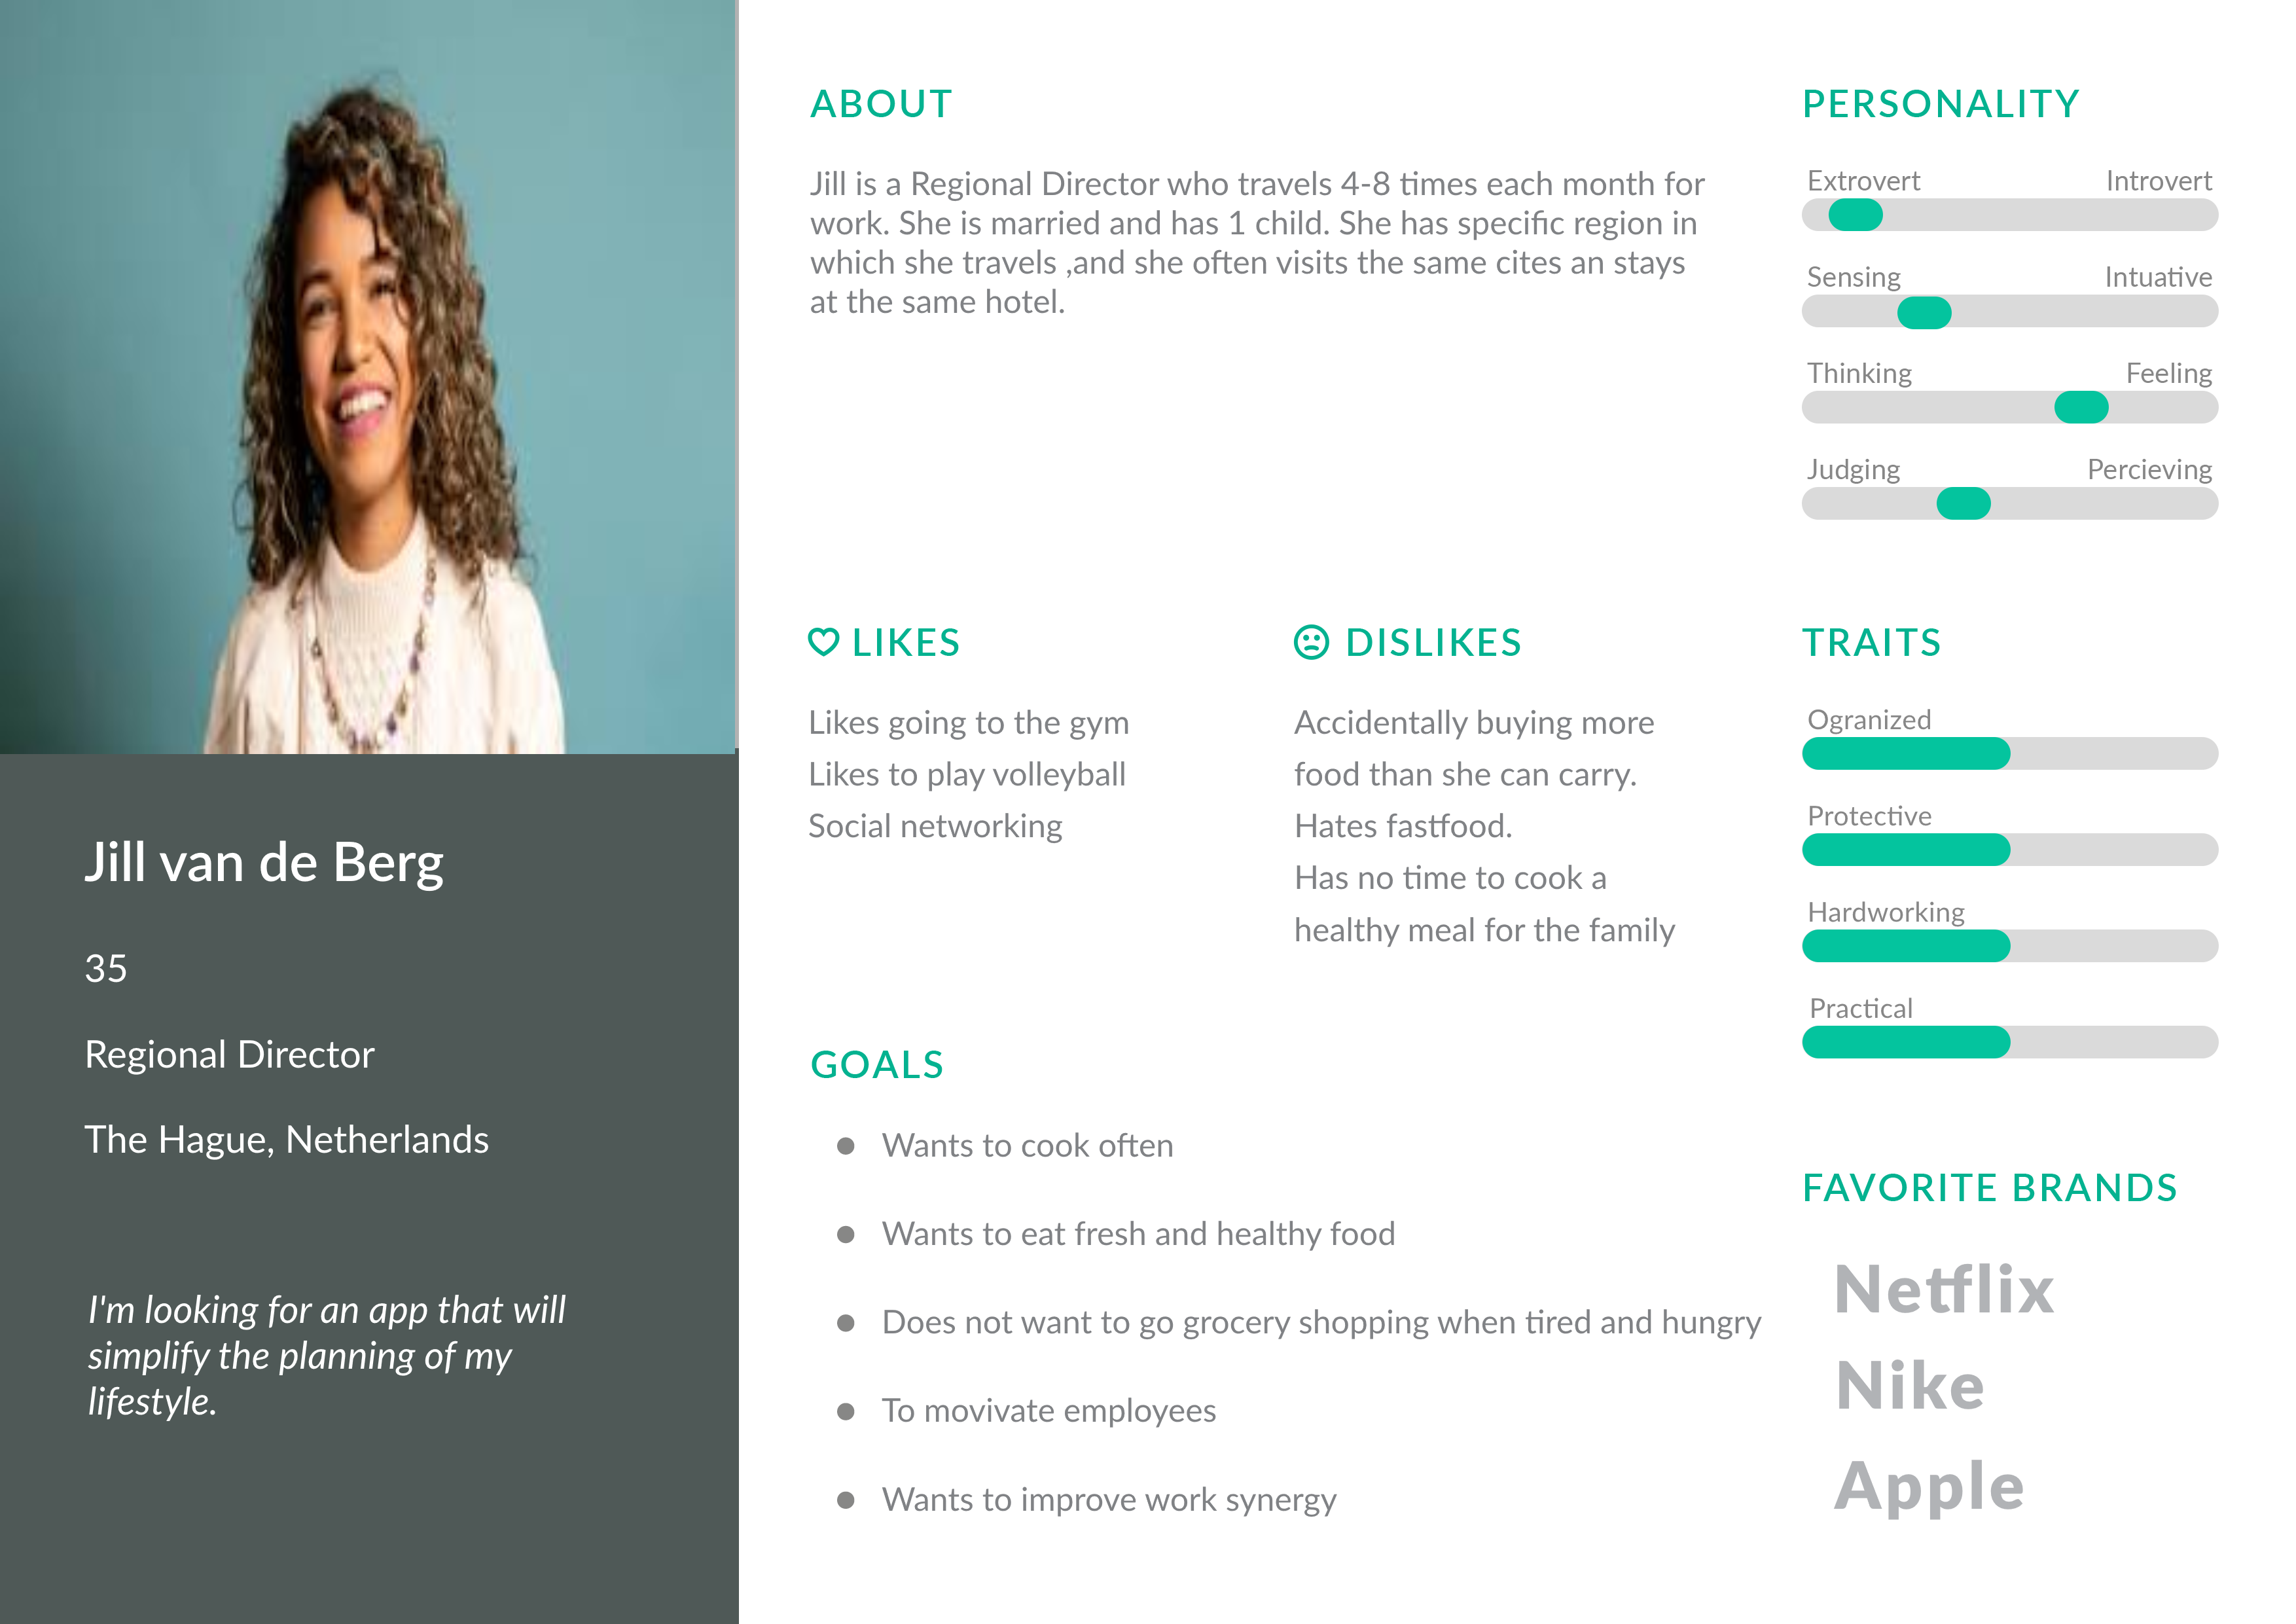 Jill van de Berg
35
Regional Director
The Hague, Netherlands
I'm looking for an app that will
simplify the planning of my
lifestyle.
ABOUT
Jill is a Regional Director who travels 4-8 times each month for
work. She is married and has 1 child. She has specific region in
which she travels ,and she often visits the same cites an stays
at the same hotel.
LIKES
Likes going to the gym
Likes to play volleyball
Social networking
DISLIKES
Accidentally buying more
food than she can carry.
Hates fastfood.
Has no time to cook a
healthy meal for the family
GOALS
● Wants to cook often
● Wants to eat fresh and healthy food
● Does not want to go grocery shopping when tired and hungry
● To movivate employees
● Wants to improve work synergy
PERSONALITY
Extrovert Introvert
Sensing Intuative
Thinking Feeling
Judging Percieving
TRAITS
Ogranized
Protective
Hardworking
Practical
FAVORITE BRANDS
Netflix
Nike
Apple